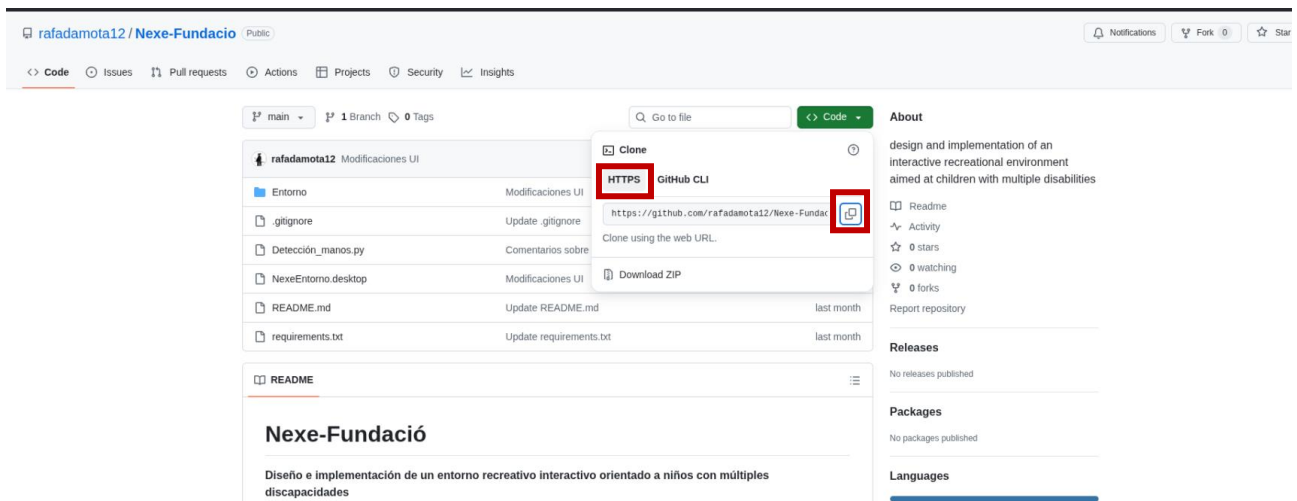 rafadamota12 / Nexe-Fundacio Public
Notifications Fork 0 Star
Code Issues Pull requests Actions Projects Security Insights
main 1 Branch 0 Tags Go to file Code
rafadamota12 Modificaciones UI
Entorno Modificaciones UI
.gitignore Update .gitignore
Detección_manos.py Comentarios sobre
NexeEntorno.desktop Modificaciones UI
README.md Update README.md last month
requirements.txt Update requirements.txt last month
Clone
HTTPS GitHub CLI
https://github.com/rafadamota12/Nexe-Fundac
Clone using the web URL.
Download ZIP
README
Nexe-Fundació
Diseño e implementación de un entorno recreativo interactivo orientado a niños con múltiples
discapacidades
About
design and implementation of an
interactive recreational environment
aimed at children with multiple disabilities
Readme
Activity
0 stars
0 watching
0 forks
Report repository
Releases
No releases published
Packages
No packages published
Languages